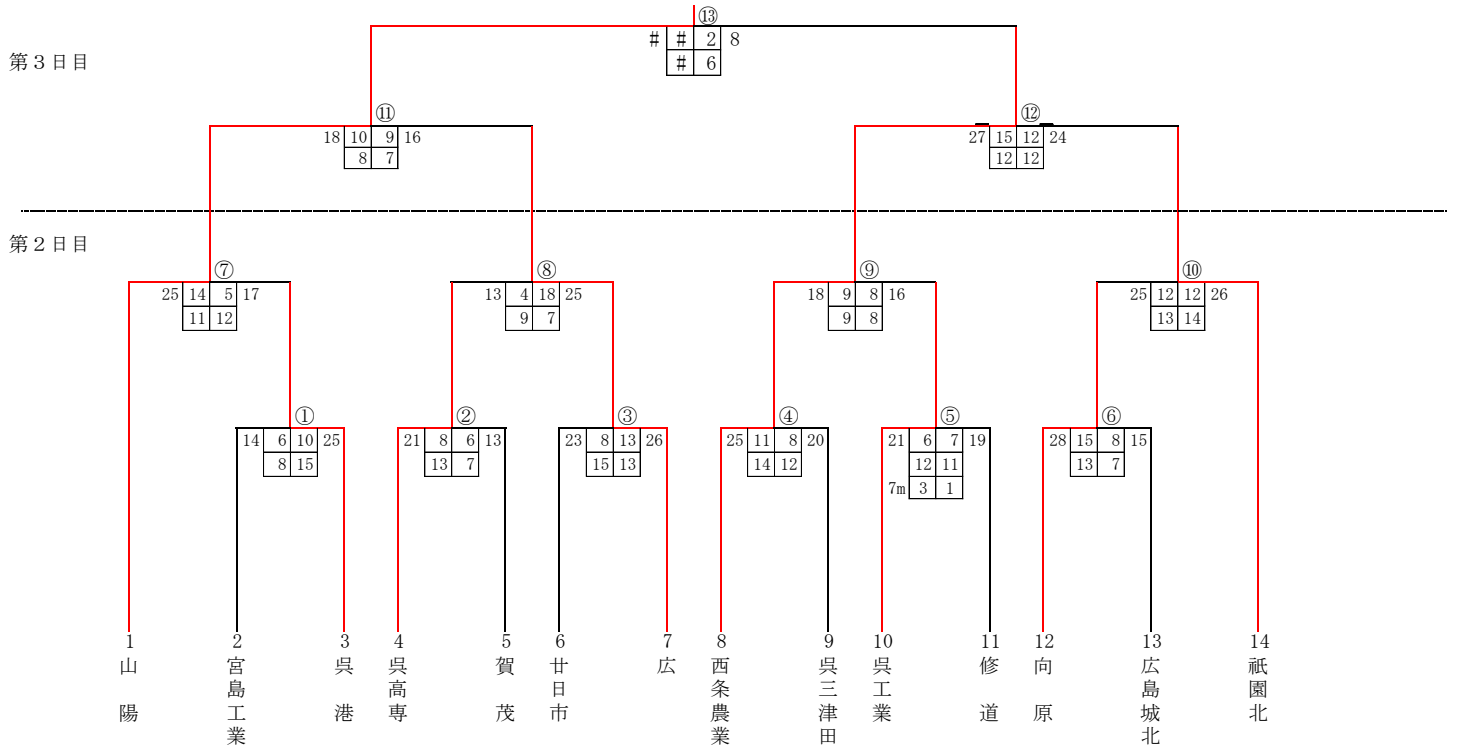 ⑬
# # 2 8
# 6
第3日目
⑪
18 10 9 16
8 7
⑫
27 15 12 24
12 12
第2日目
⑦
25 14 5 17
11 12
⑧
13 4 18 25
9 7
⑨
18 9 8 16
9 8
⑩
25 12 12 26
13 14
①
14 6 10 25
8 15
②
21 8 6 13
13 7
③
23 8 13 26
15 13
④
25 11 8 20
14 12
⑤
21 6 7 19
12 11
7m 3 1
⑥
28 15 8 15
13 7
1 2 3 4 5 6 7 8 9 10 11 12 13 14
山陽
宮島工業
呉港
呉高専
賀茂
廿日市
広
西条農業
呉三津田
呉工業
修道
向原
広島城北
祇園北